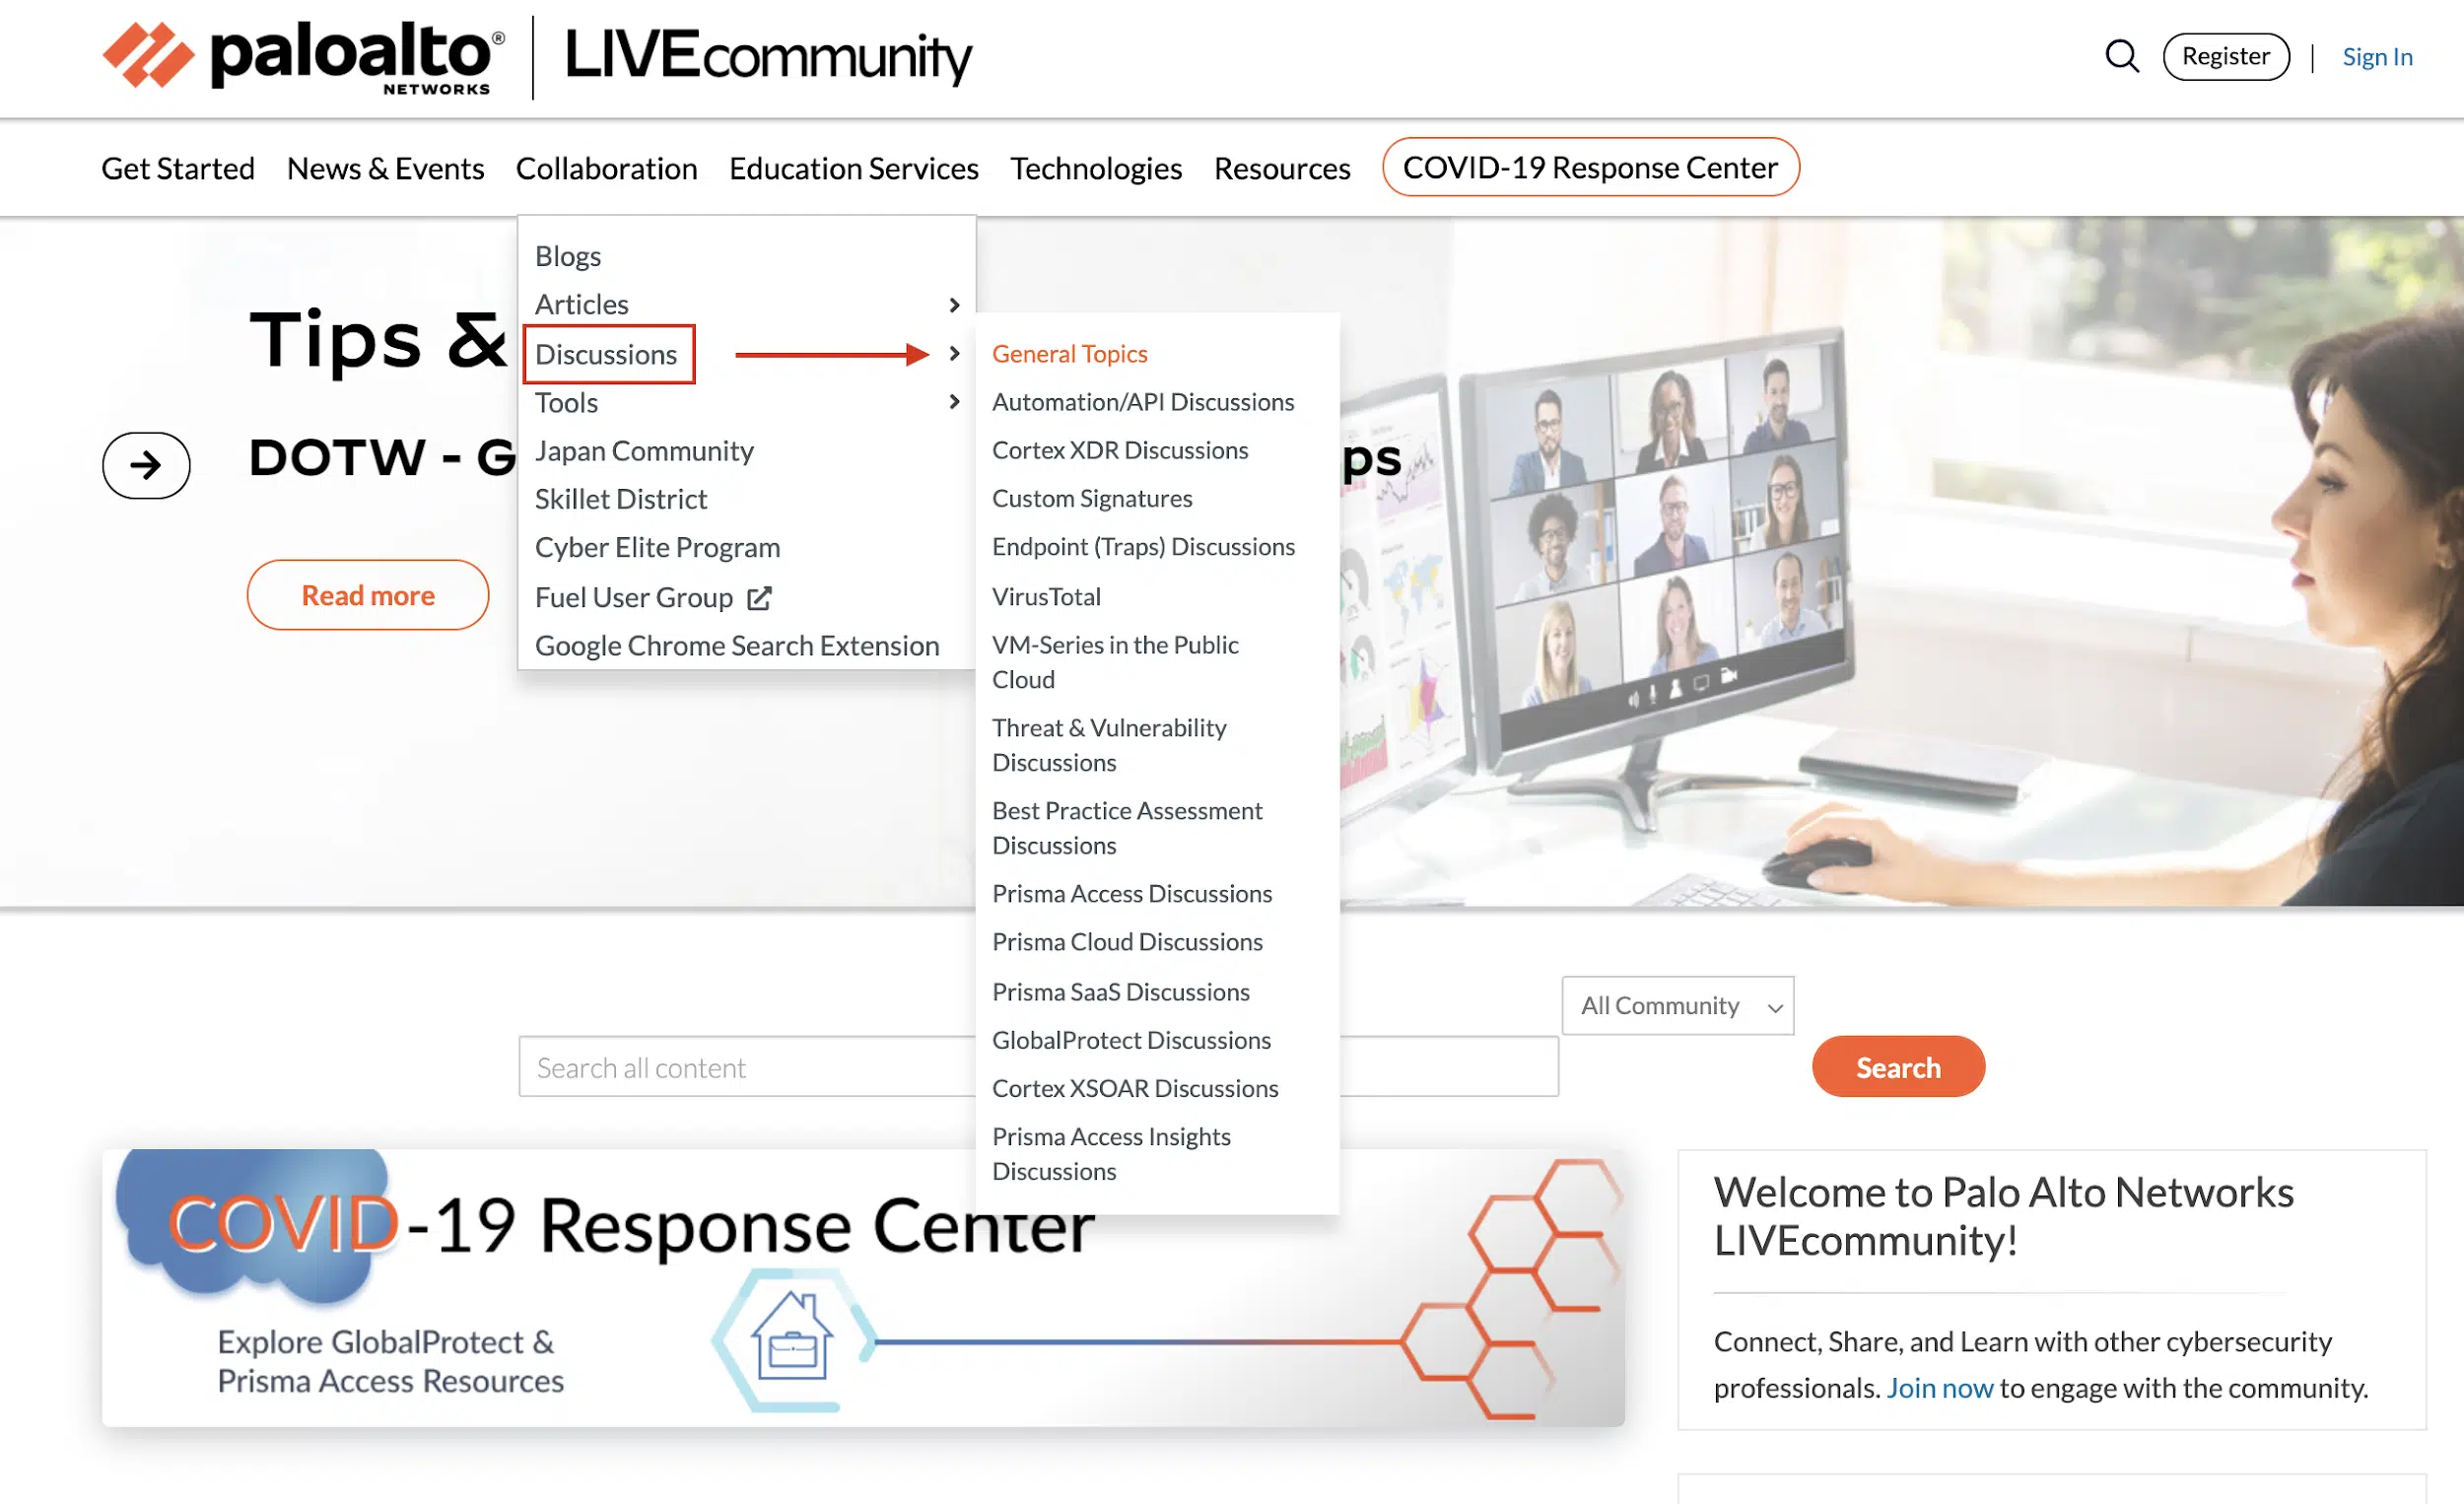 paloalto®
NETWORKS
LIVEcommunity
Register
Sign In
Get Started
News & Events
Collaboration
Education Services
Technologies
Resources
COVID-19 Response Center
Tips &
DOTW - G
ps
Read more
Blogs
Articles
Discussions
Tools
Japan Community
Skillet District
Cyber Elite Program
Fuel User Group
Google Chrome Search Extension
General Topics
Automation/API Discussions
Cortex XDR Discussions
Custom Signatures
Endpoint (Traps) Discussions
VirusTotal
VM-Series in the Public
Cloud
Threat & Vulnerability
Discussions
Best Practice Assessment
Discussions
Prisma Access Discussions
Prisma Cloud Discussions
Prisma SaaS Discussions
GlobalProtect Discussions
Cortex XSOAR Discussions
Prisma Access Insights
Discussions
All Community
Search all content
Search
COVID-19 Response Center
Explore GlobalProtect &
Prisma Access Resources
Welcome to Palo Alto Networks
LIVEcommunity!
Connect, Share, and Learn with other cybersecurity
professionals. Join now to engage with the community.